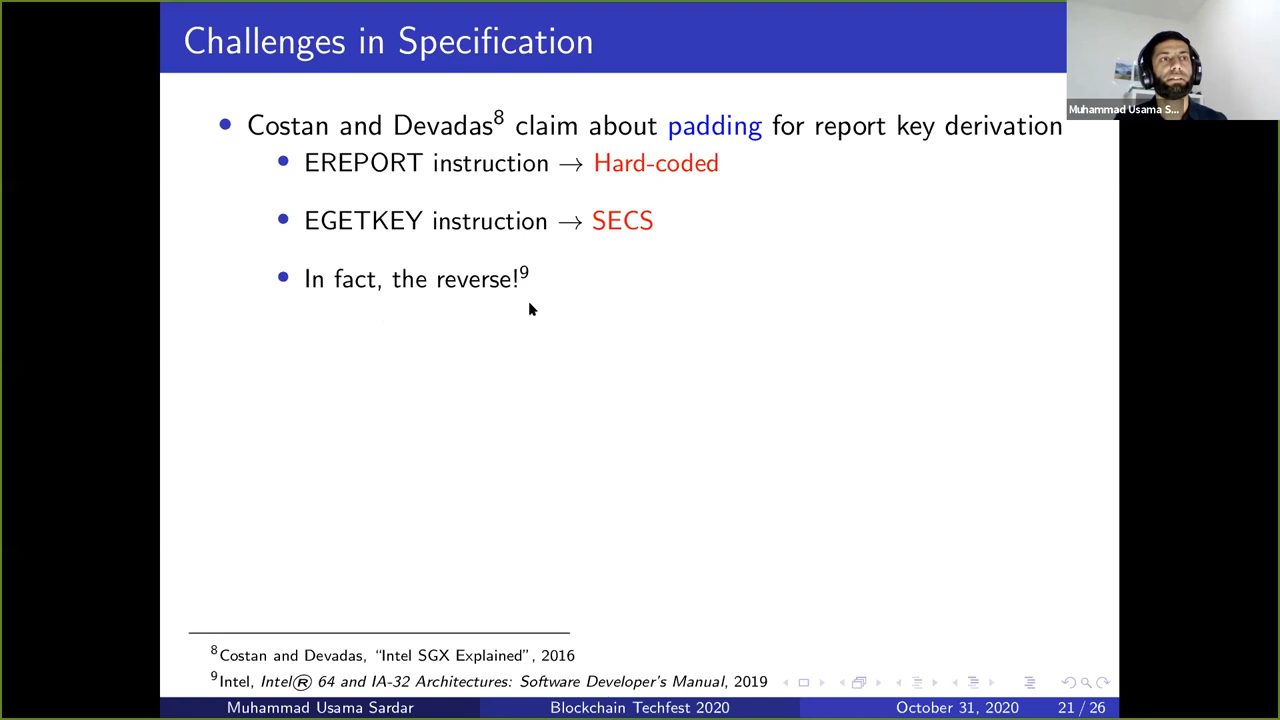 Challenges in Specification
Muhammad Usama S...
• Costan and Devadas8 claim about padding for report key derivation
• EREPORT instruction → Hard-coded
• EGETKEY instruction → SECS
• In fact, the reverse!9
8Costan and Devadas, “Intel SGX Explained”, 2016
9Intel, Intel® 64 and IA-32 Architectures: Software Developer’s Manual, 2019
Muhammad Usama Sardar Blockchain Techfest 2020 October 31, 2020 21 / 26